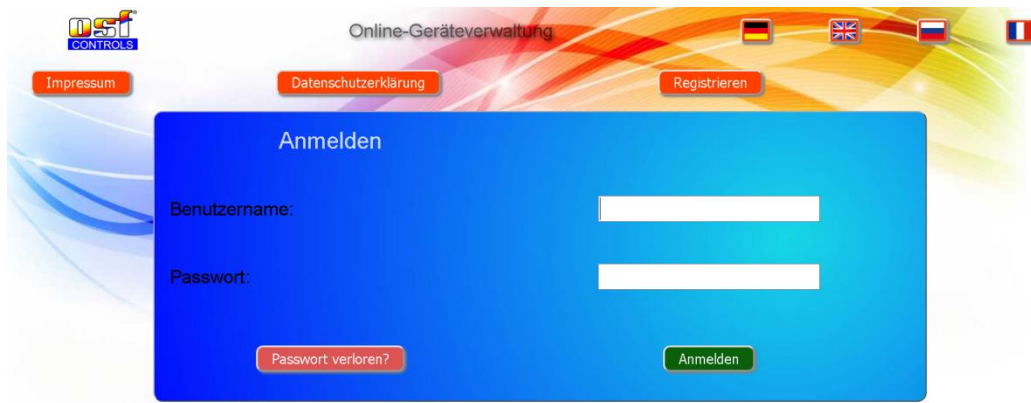 osf
CONTROLS
Online-Geräteverwaltung
Impressum
Datenschutzerklärung
Registrieren
Anmelden
Benutzername:
Passwort:
Passwort verloren?
Anmelden